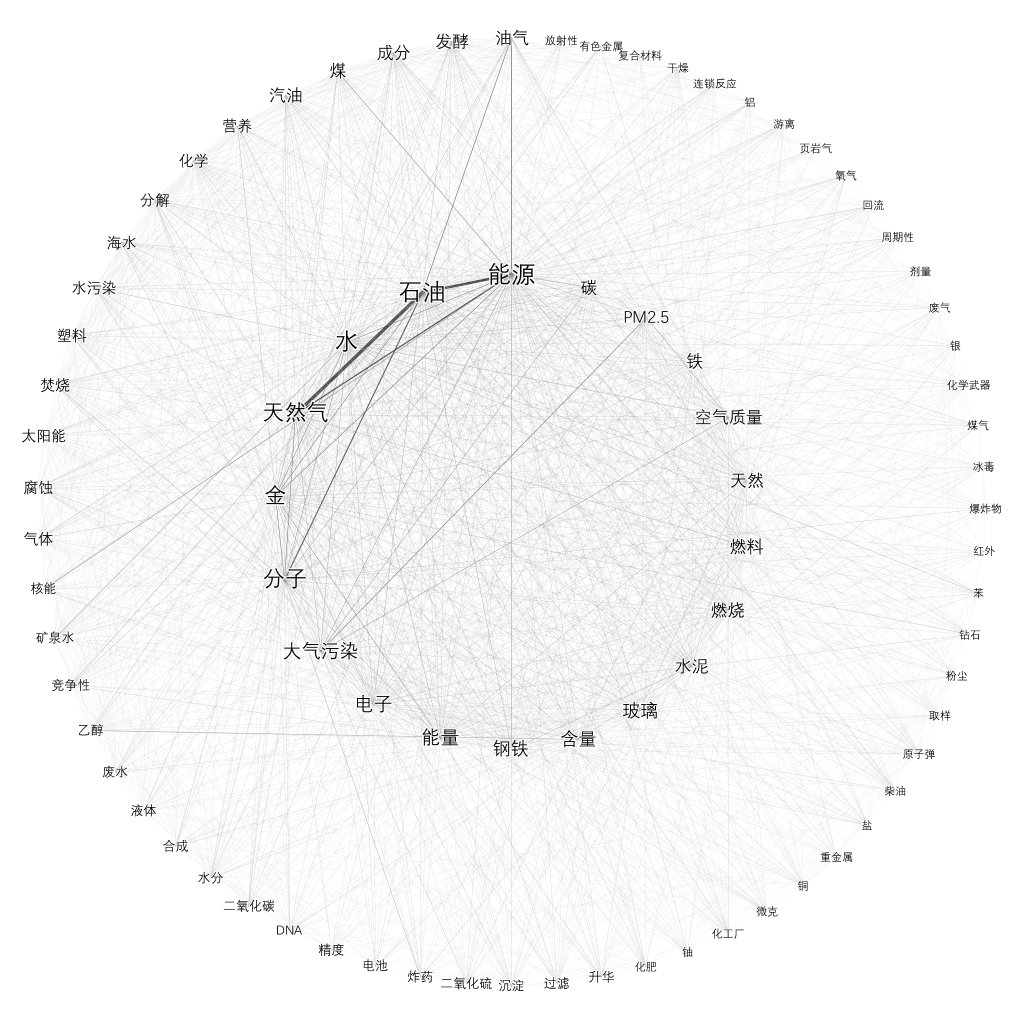 油气
放射性
有色金属
复合材料
干燥
连锁反应
铝
游离
页岩气
氧气
回流
周期性
剂量
废气
银
化学武器
煤气
冰毒
爆炸物
红外
苯
钻石
粉尘
取样
原子弹
柴油
盐
重金属
铜
微克
化工厂
铀
化肥
升华
过滤
沉淀
二氧化硫
炸药
电池
精度
DNA
二氧化碳
水分
合成
液体
废水
乙醇
竞争性
矿泉水
核能
气体
腐蚀
太阳能
焚烧
塑料
水污染
海水
分解
化学
营养
汽油
煤
成分
发酵
能源
碳
PM2.5
铁
空气质量
天然
燃料
燃烧
水泥
玻璃
含量
钢铁
能量
电子
大气污染
分子
金
天然气
水
石油